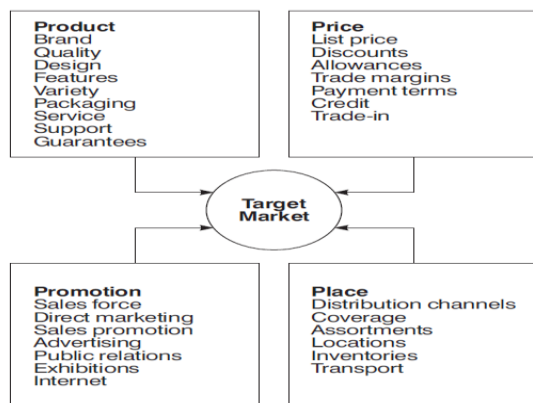 Product
Brand
Quality
Design
Features
Variety
Packaging
Service
Support
Guarantees
Price
List price
Discounts
Allowances
Trade margins
Payment terms
Credit
Trade-in
Target
Market
Promotion
Sales force
Direct marketing
Sales promotion
Advertising
Public relations
Exhibitions
Internet
Place
Distribution channels
Coverage
Assortments
Locations
Inventories
Transport